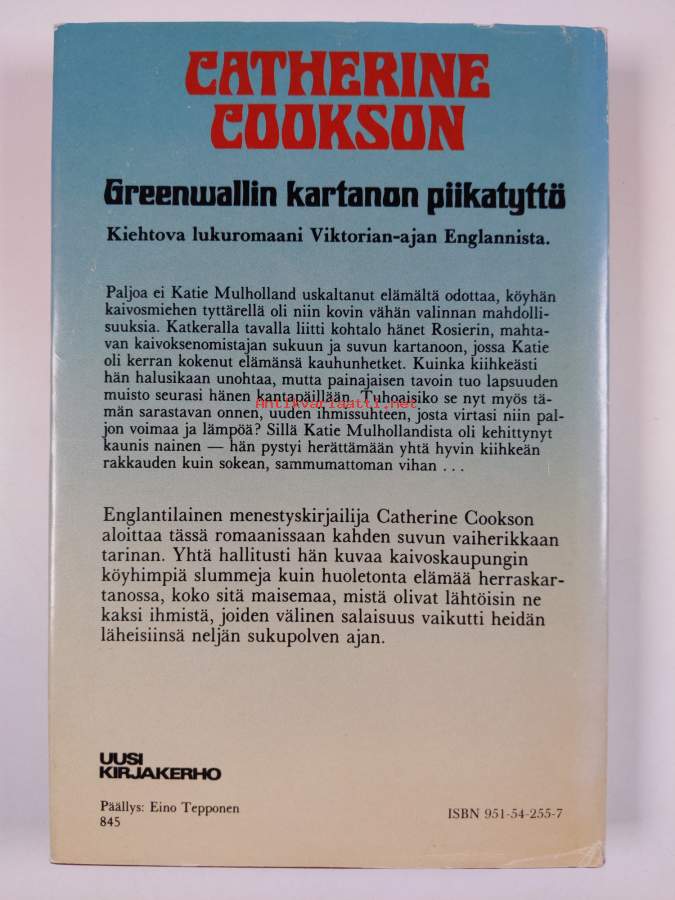 CATHERINE
COOKSON
Greenwallin kartanon piikatyttö
Kiehtova lukuromaani Viktorian-ajan Englannista.
Paljoa ei Katie Mulholland uskaltanut elämältä odottaa, köyhän
kaivosmiehen tyttärellä oli niin kovin vähän valinnan mahdolli-
suuksia. Katkeralla tavalla liitti kohtalo hänet Rosierin, mahta-
van kaivoksenomistajan sukuun ja suvun kartanoon, jossa Katie
oli kerran kokenut elämänsä kauhunhetket. Kuinka kiihkeästi
hän halusikaan unohtaa, mutta painajaisen tavoin tuo lapsuuden
muisto seurasi hänen kantapäillään. Tuhoaisiko se nyt myös tä-
Antikvariaatti.net
män sarastavan onnen, uuden ihmissuhteen, josta virtasi niin pal-
jon voimaa ja lämpöä? Sillä Katie Mulhollandista oli kehittynyt
kaunis nainen — hän pystyi herättämään yhtä hyvin kiihkeän
rakkauden kuin sokean, sammumattoman vihan . . .
Englantilainen menestyskirjailija Catherine Cookson
aloittaa tässä romaanissaan kahden suvun vaiherikkaan
tarinan. Yhtä hallitusti hän kuvaa kaivoskaupungin
köyhimpiä slummeja kuin huoletonta elämää herraskar-
tanossa, koko sitä maisemaa, mistä olivat lähtöisin ne
kaksi ihmistä, joiden välinen salaisuus vaikutti heidän
läheisiinsä neljän sukupolven ajan.
UUSI
KIRJAKERHO
Päällys: Eino Tepponen
845
ISBN 951-54-255-7